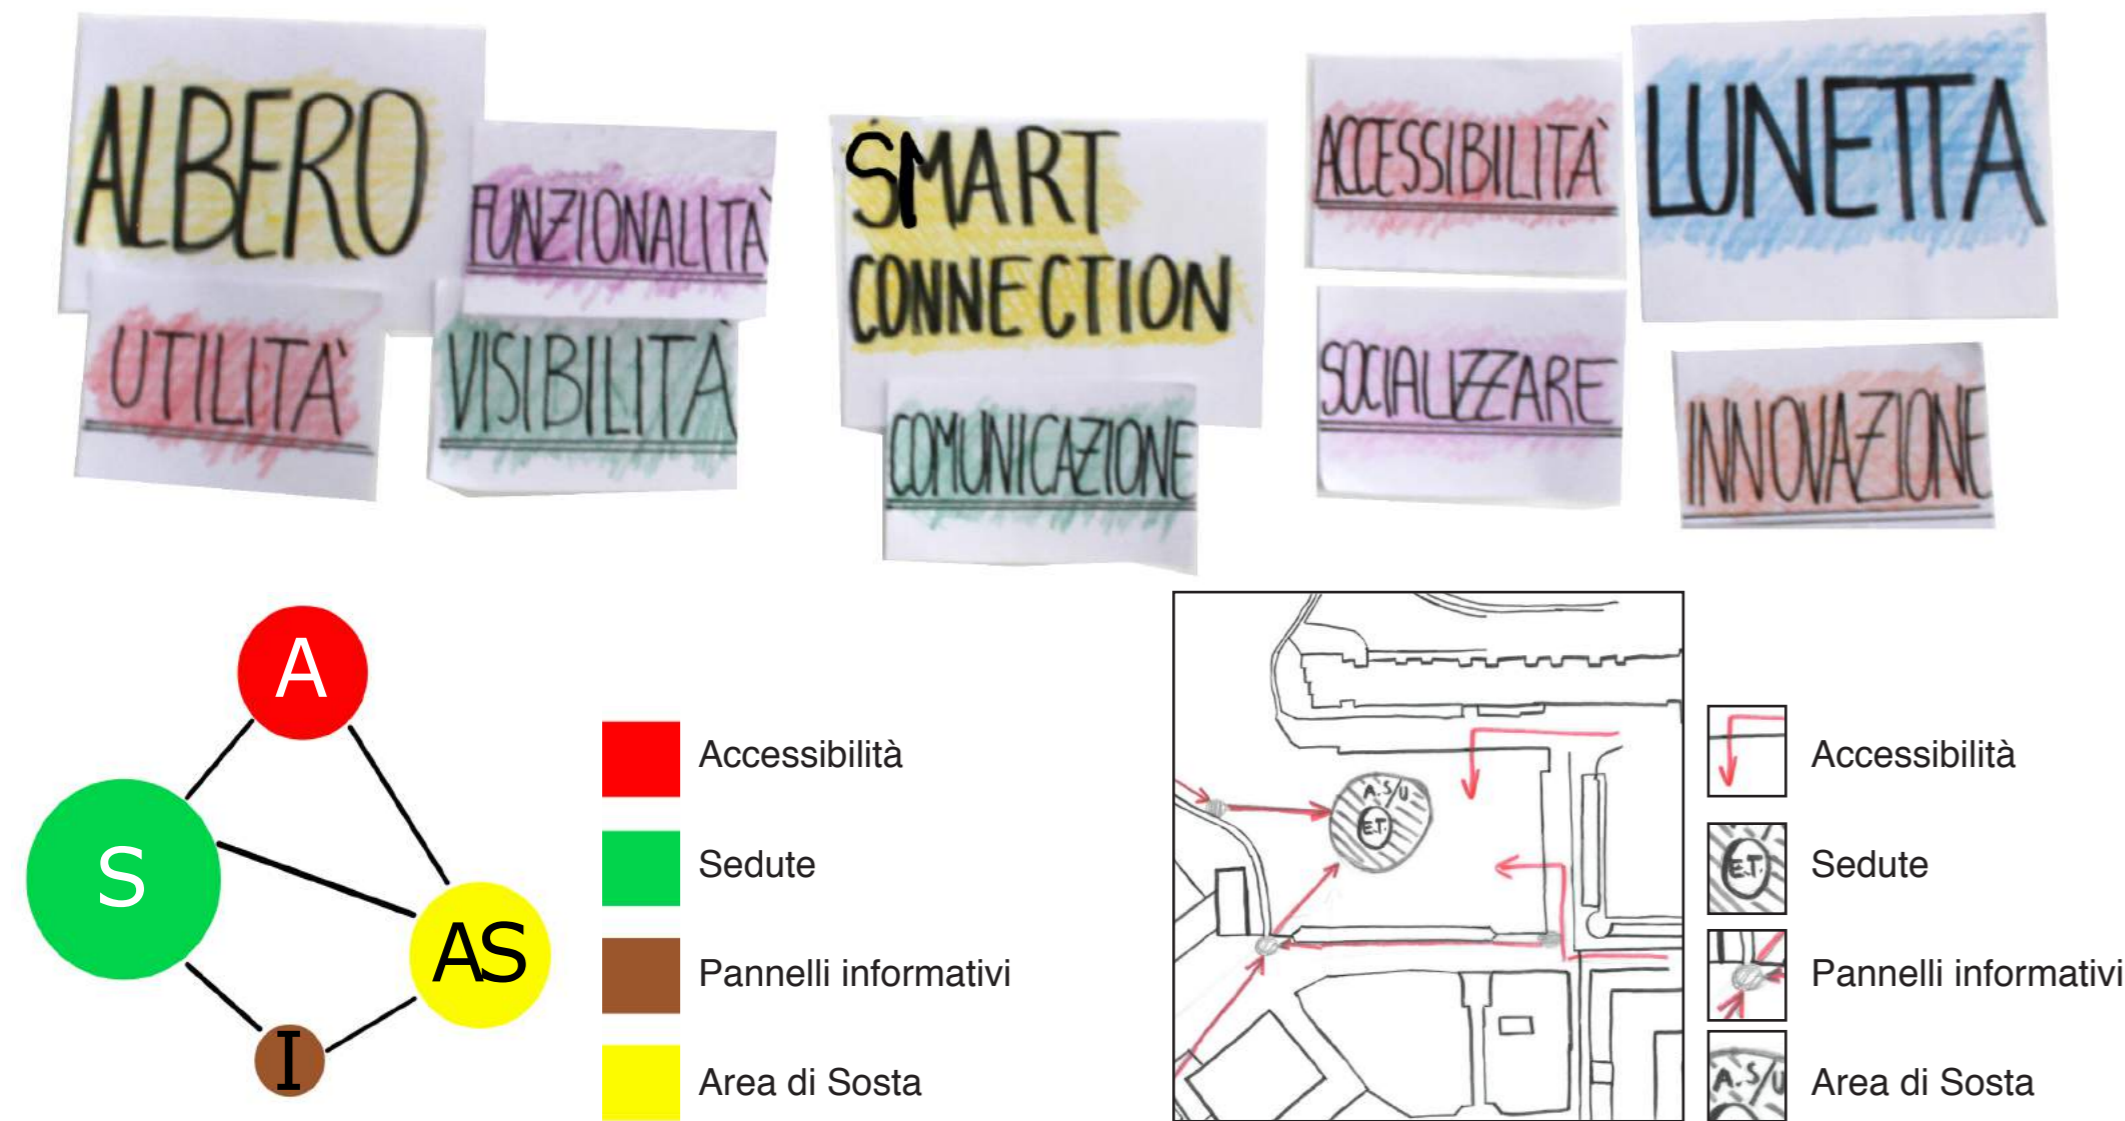 ALBERO
FUNZIONALITÀ
UTILITÀ
VISIBILITÀ
SMART
CONNECTION
COMUNICAZIONE
ACCESSIBILITÀ
SOCIALIZZARE
LUNETTA
INNOVAZIONE
A
S
AS
I
Accessibilità
Sedute
Pannelli informativi
Area di Sosta
A.S/U
E.T.
Accessibilità
E.T.
Sedute
Pannelli informativi
A.S/U
Area di Sosta